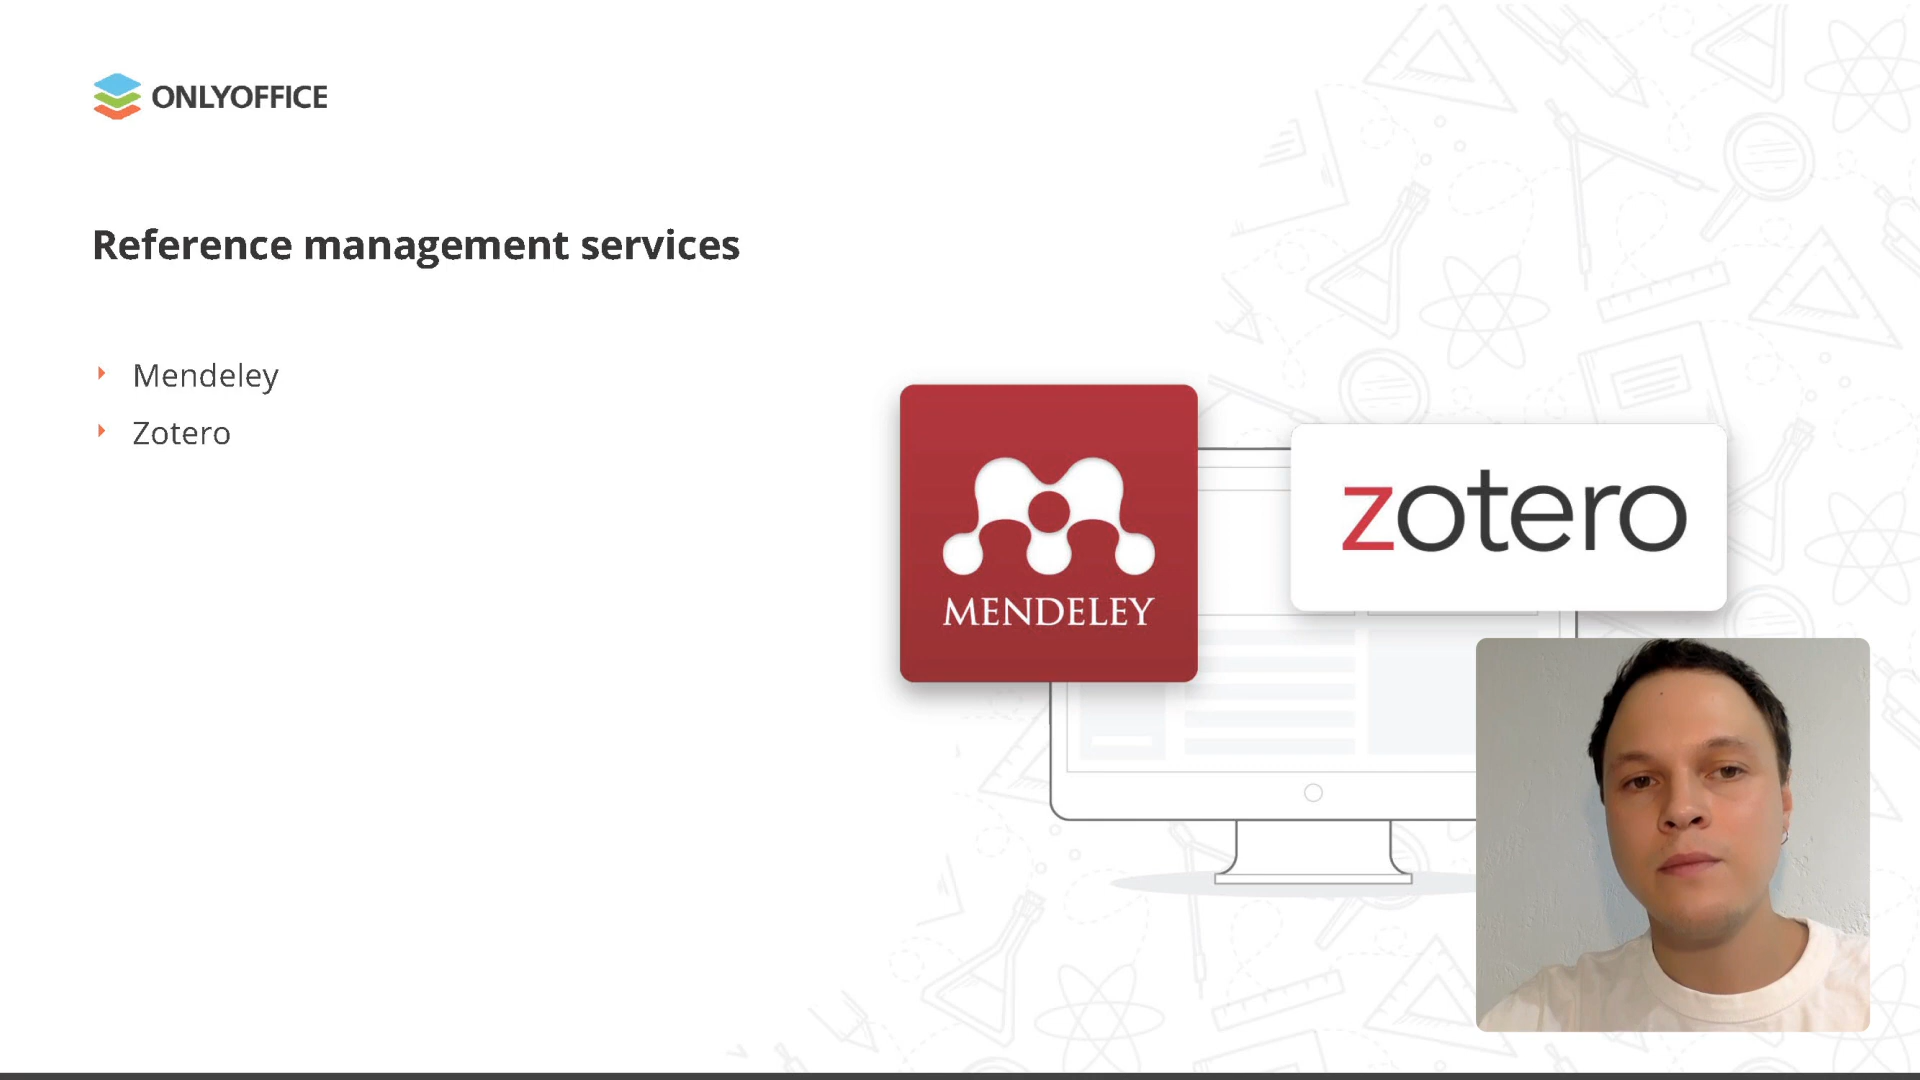 ONLYOFFICE
Reference management services
Mendeley
Zotero
MENDELEY
zotero